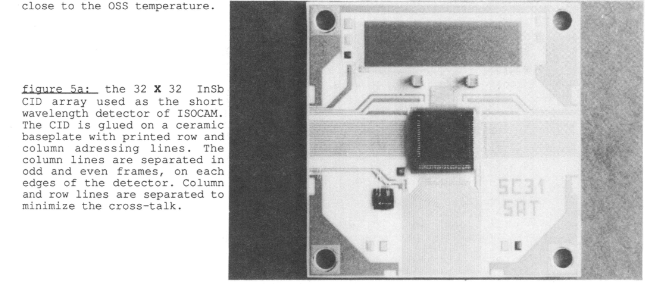 close to the OSS temperature.
figure 5a: the 32 X 32 InSb
CID array used as the short
wavelength detector of ISOCAM.
The CID is glued on a ceramic
baseplate with printed row and
column adressing lines. The
column lines are separated in
odd and even frames, on each
edges of the detector. Column
and row lines are separated to
minimize the cross-talk.
SC31
SAT